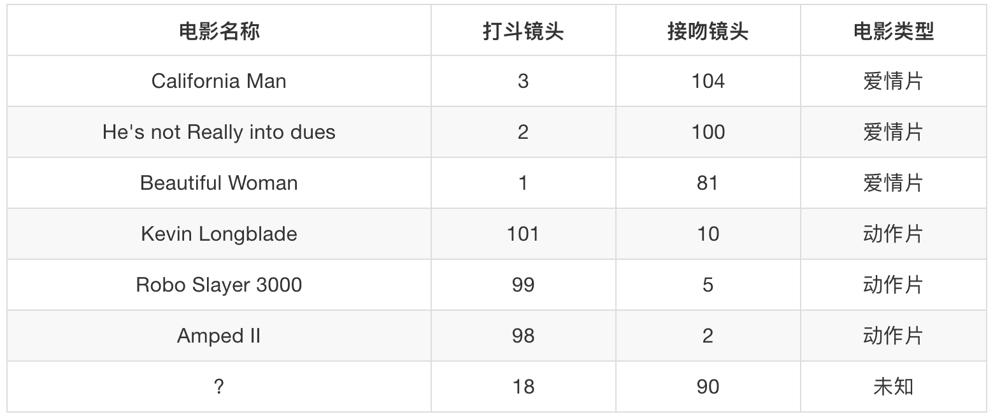 电影名称 打斗镜头 接吻镜头 电影类型
California Man 3 104 爱情片
He's not Really into dues 2 100 爱情片
Beautiful Woman 1 81 爱情片
Kevin Longblade 101 10 动作片
Robo Slayer 3000 99 5 动作片
Amped II 98 2 动作片
? 18 90 未知